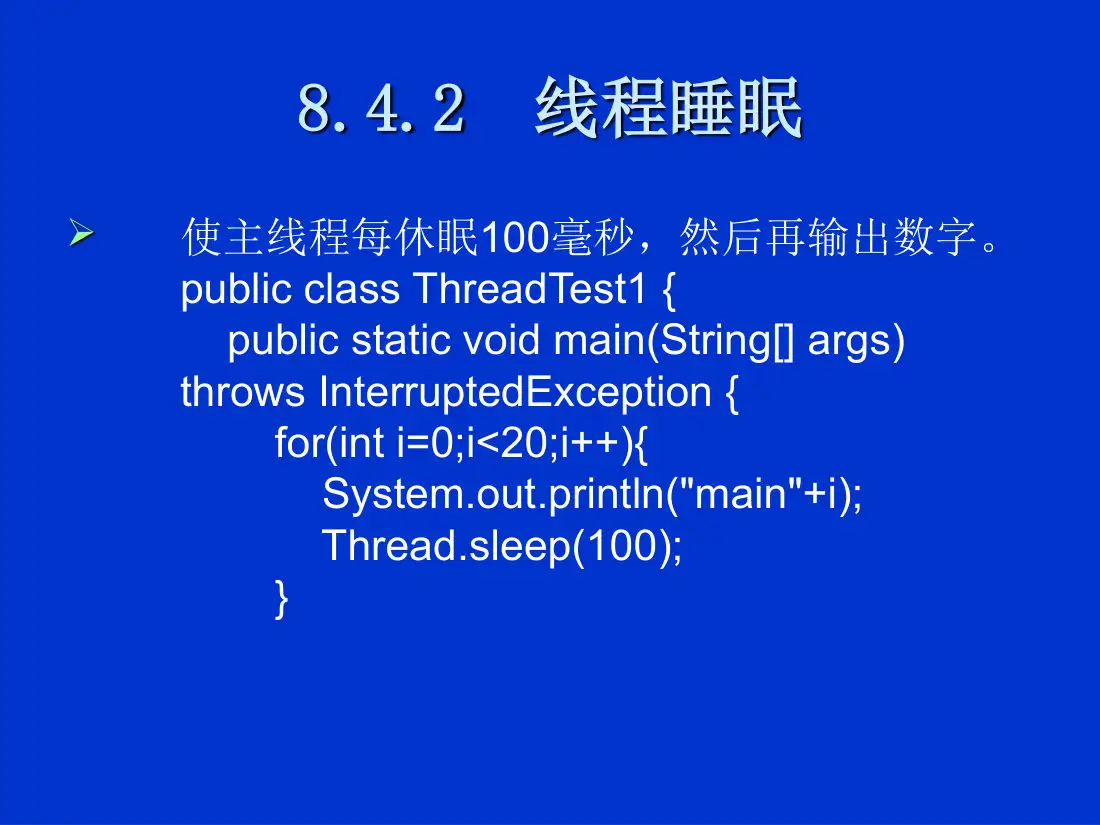 8.4.2 线程睡眠
使主线程每休眠100毫秒，然后再输出数字。
public class ThreadTest1 {
public static void main(String[] args)
throws InterruptedException {
for(int i=0;i<20;i++){
System.out.println("main"+i);
Thread.sleep(100);
}